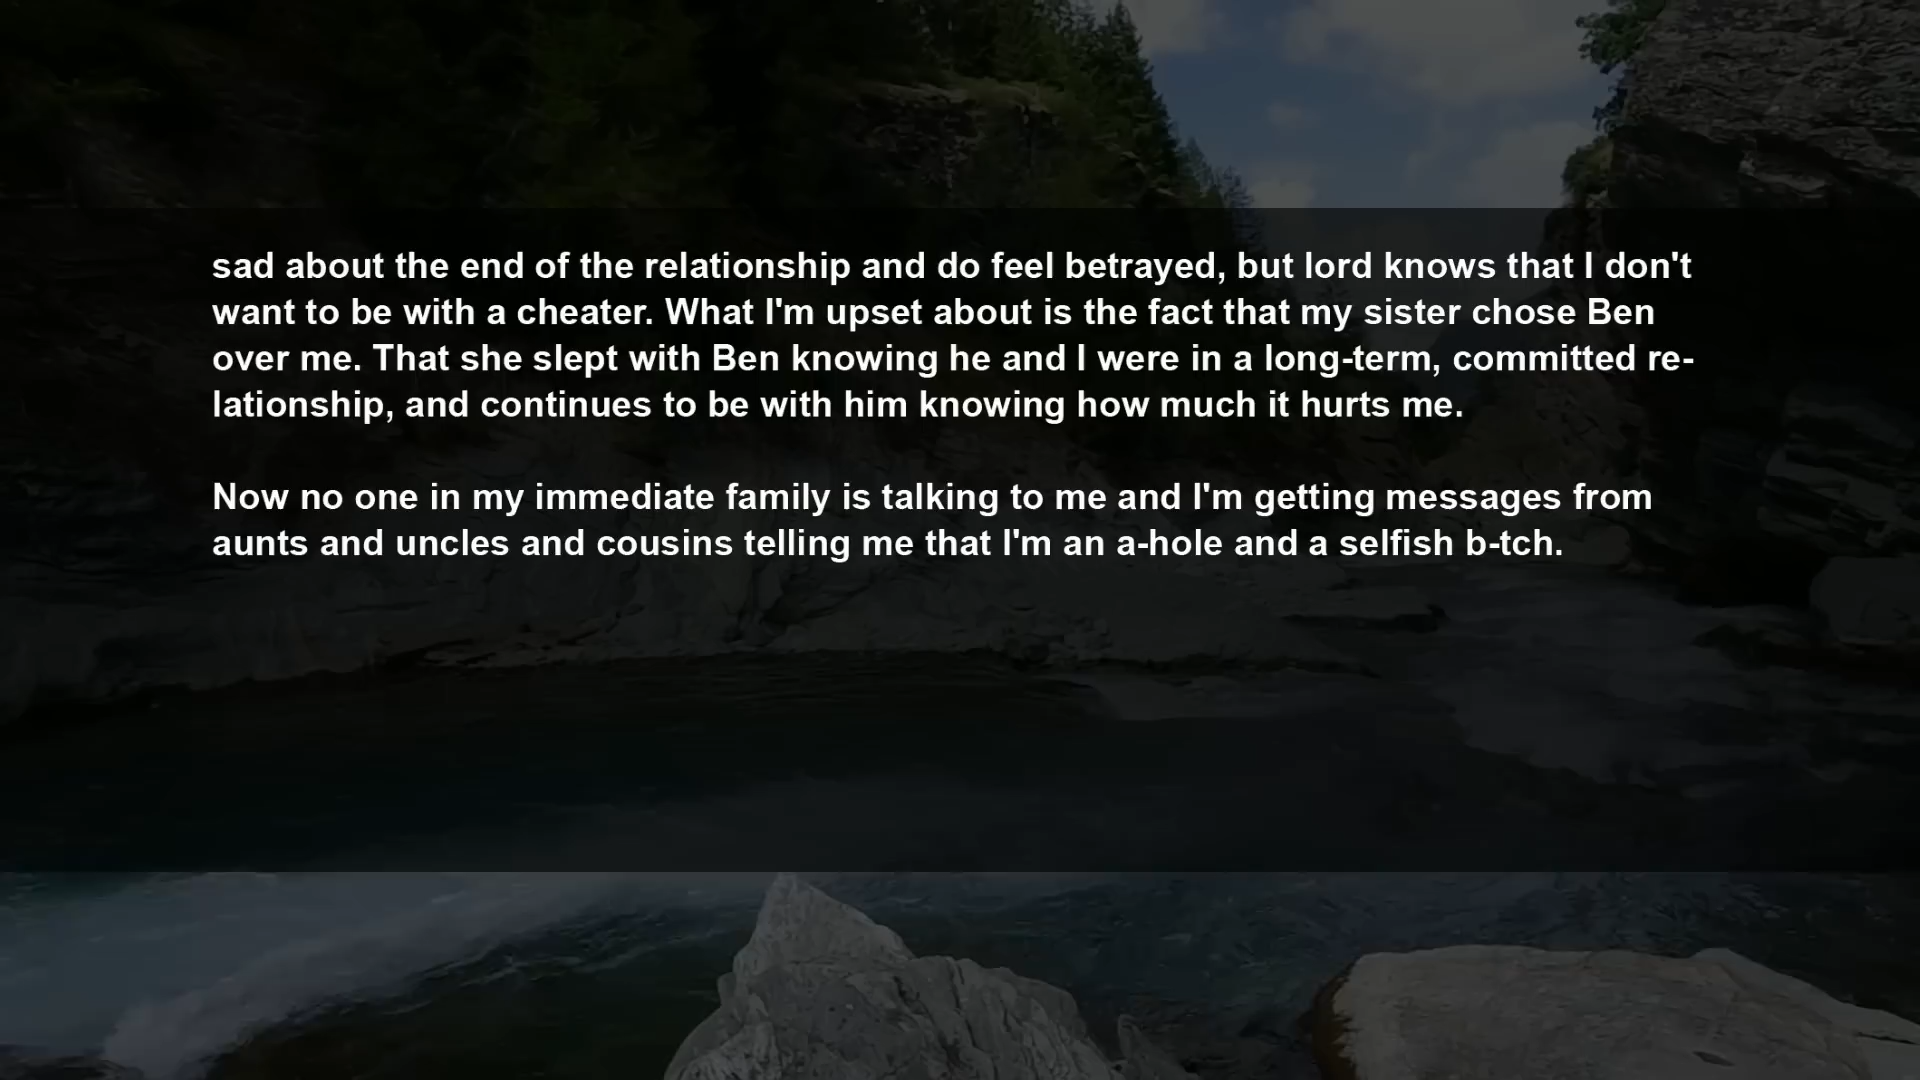 sad about the end of the relationship and do feel betrayed, but lord knows that I don't
want to be with a cheater. What I'm upset about is the fact that my sister chose Ben
over me. That she slept with Ben knowing he and I were in a long-term, committed re-
lationship, and continues to be with him knowing how much it hurts me.
Now no one in my immediate family is talking to me and I'm getting messages from
aunts and uncles and cousins telling me that I'm an a-hole and a selfish b-tch.